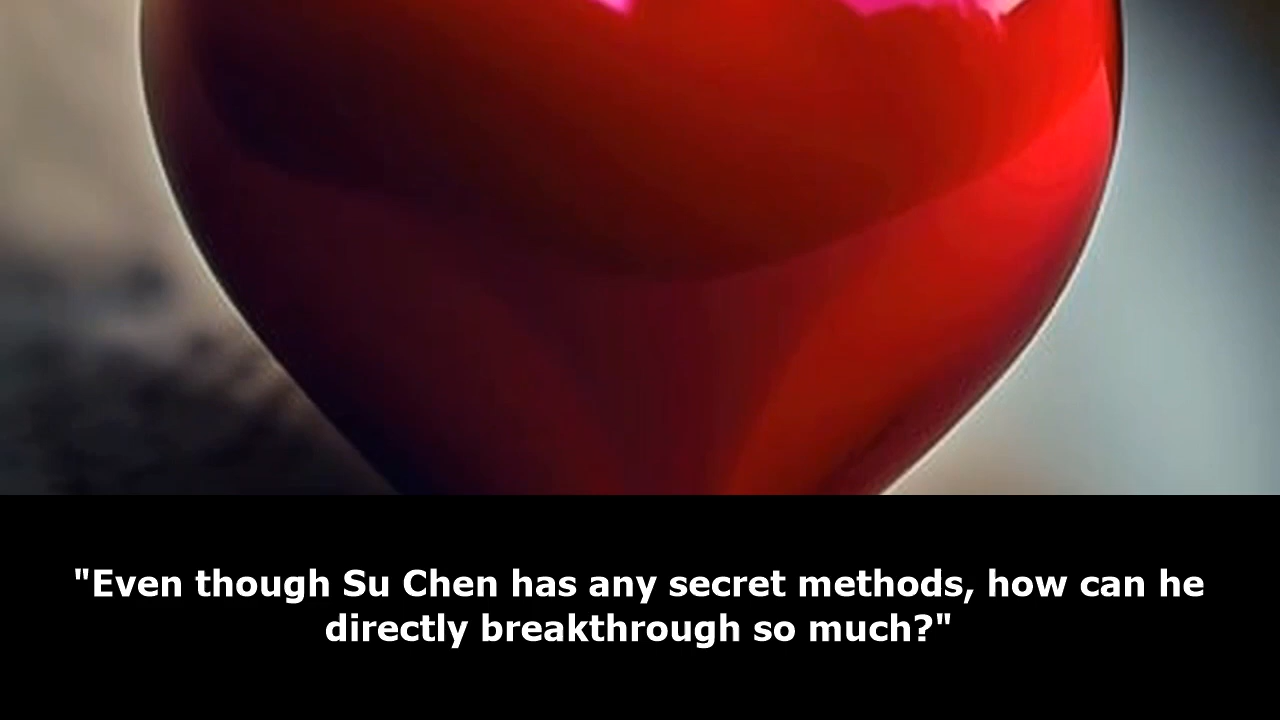 "Even though Su Chen has any secret methods, how can he
directly breakthrough so much?"